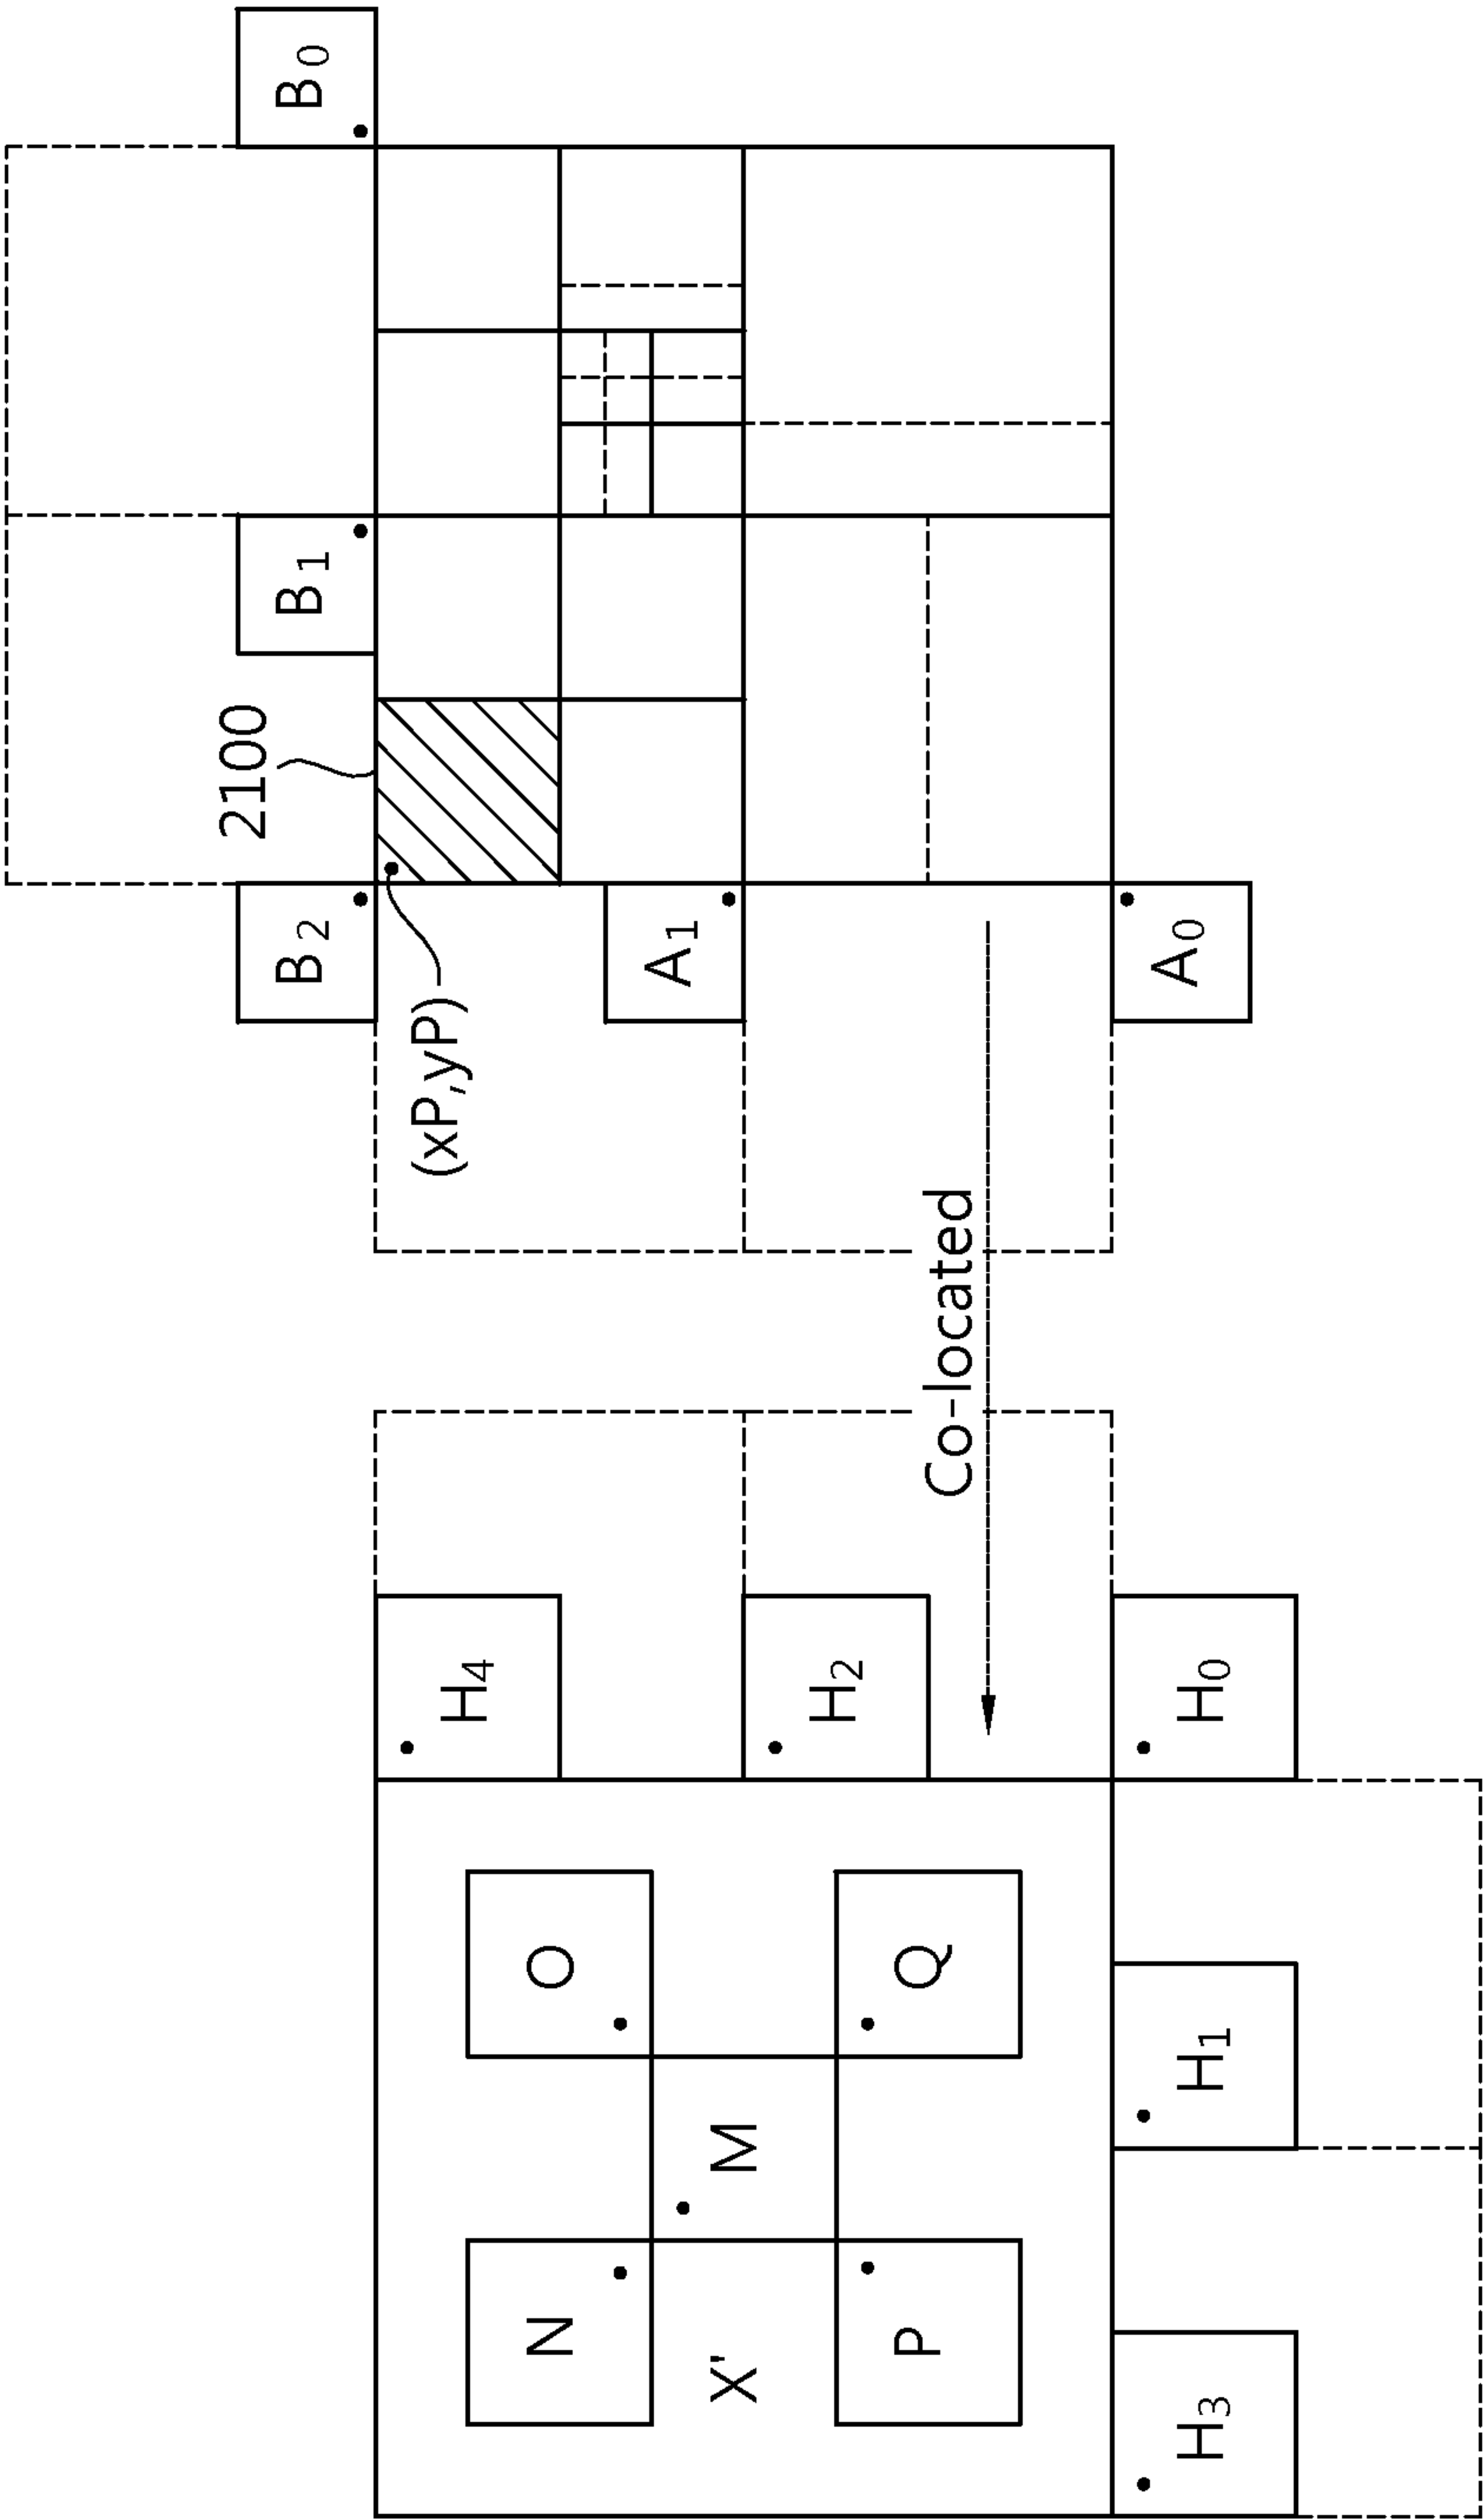 H4
N
O
X'
M
H2
P
Q
H3
H1
H0
Co-located
2100
B2
B1
B0
(xP,yP)
A1
A0